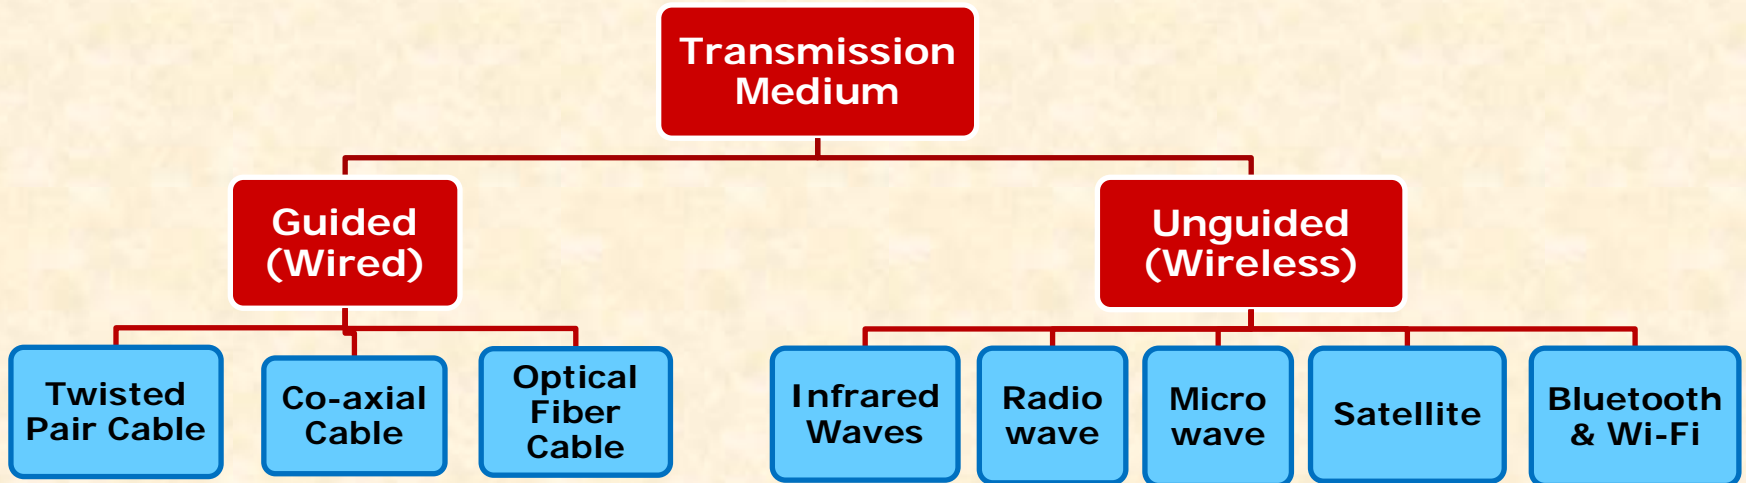 Transmission
Medium
Guided
(Wired)
Unguided
(Wireless)
Twisted
Pair Cable
Co-axial
Cable
Optical
Fiber
Cable
Infrared
Waves
Radio
wave
Micro
wave
Satellite
Bluetooth
& Wi-Fi